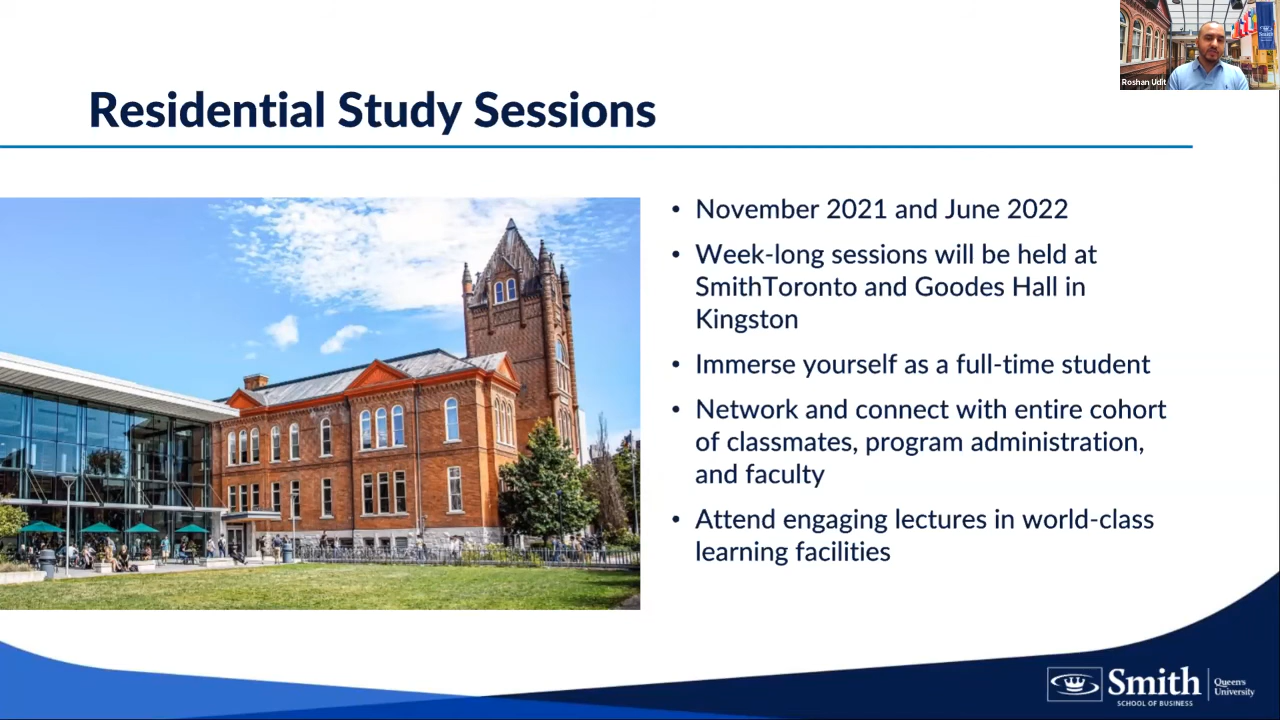 Roshan Udit
Residential Study Sessions
• November 2021 and June 2022
• Week-long sessions will be held at
SmithToronto and Goodes Hall in
Kingston
• Immerse yourself as a full-time student
• Network and connect with entire cohort
of classmates, program administration,
and faculty
• Attend engaging lectures in world-class
learning facilities
Smith
SCHOOL OF BUSINESS
Queen's
University